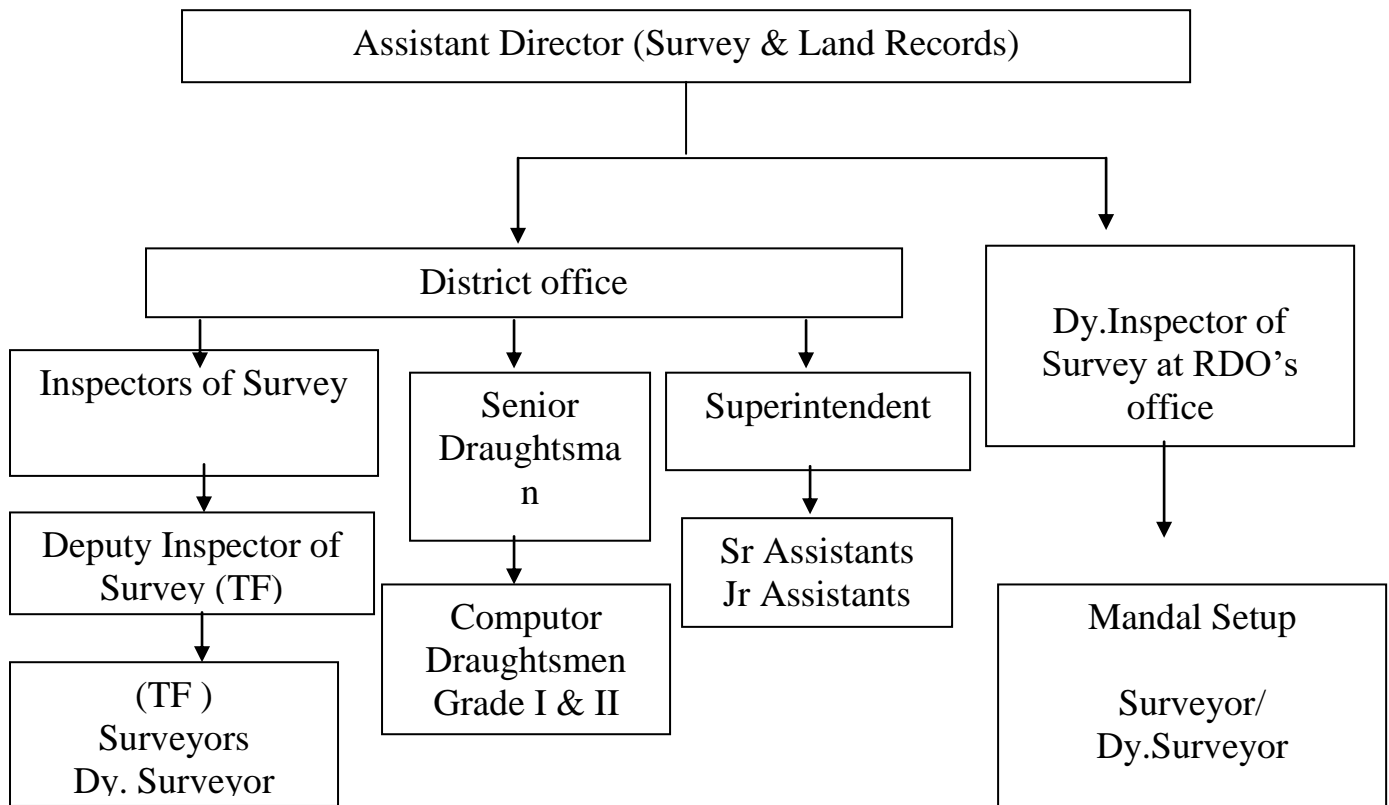 Assistant Director (Survey & Land Records)
District office
Dy.Inspector of
Survey at RDO’s
office
Inspectors of Survey
Senior
Draughtsma
n
Superintendent
Deputy Inspector of
Survey (TF)
Computor
Draughtsmen
Grade I & II
Sr Assistants
Jr Assistants
Mandal Setup
Surveyor/
Dy.Surveyor
(TF )
Surveyors
Dy. Surveyor